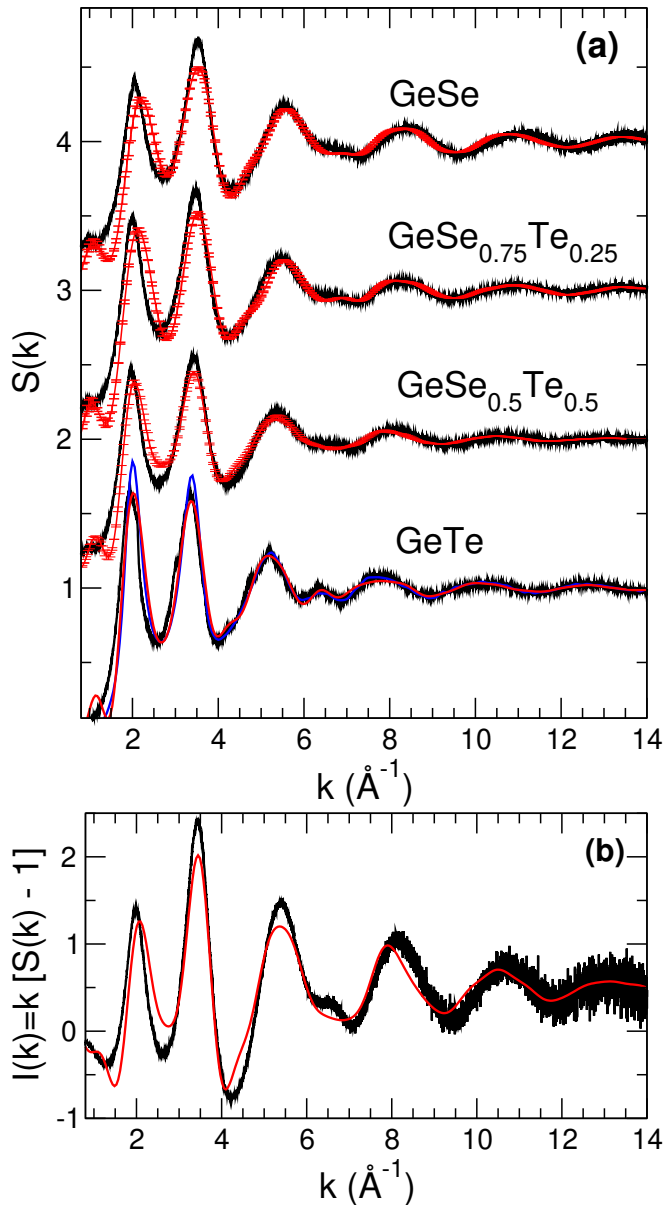 (a)
GeSe
4
GeSe0.75Te0.25
3
S(k)
GeSe0.5Te0.5
2
GeTe
1
2 4 6 8 10 12 14
k (Å-1)
(b)
2
1
0
-1
I(k)=k [S(k) - 1]
2 4 6 8 10 12 14
k (Å-1)